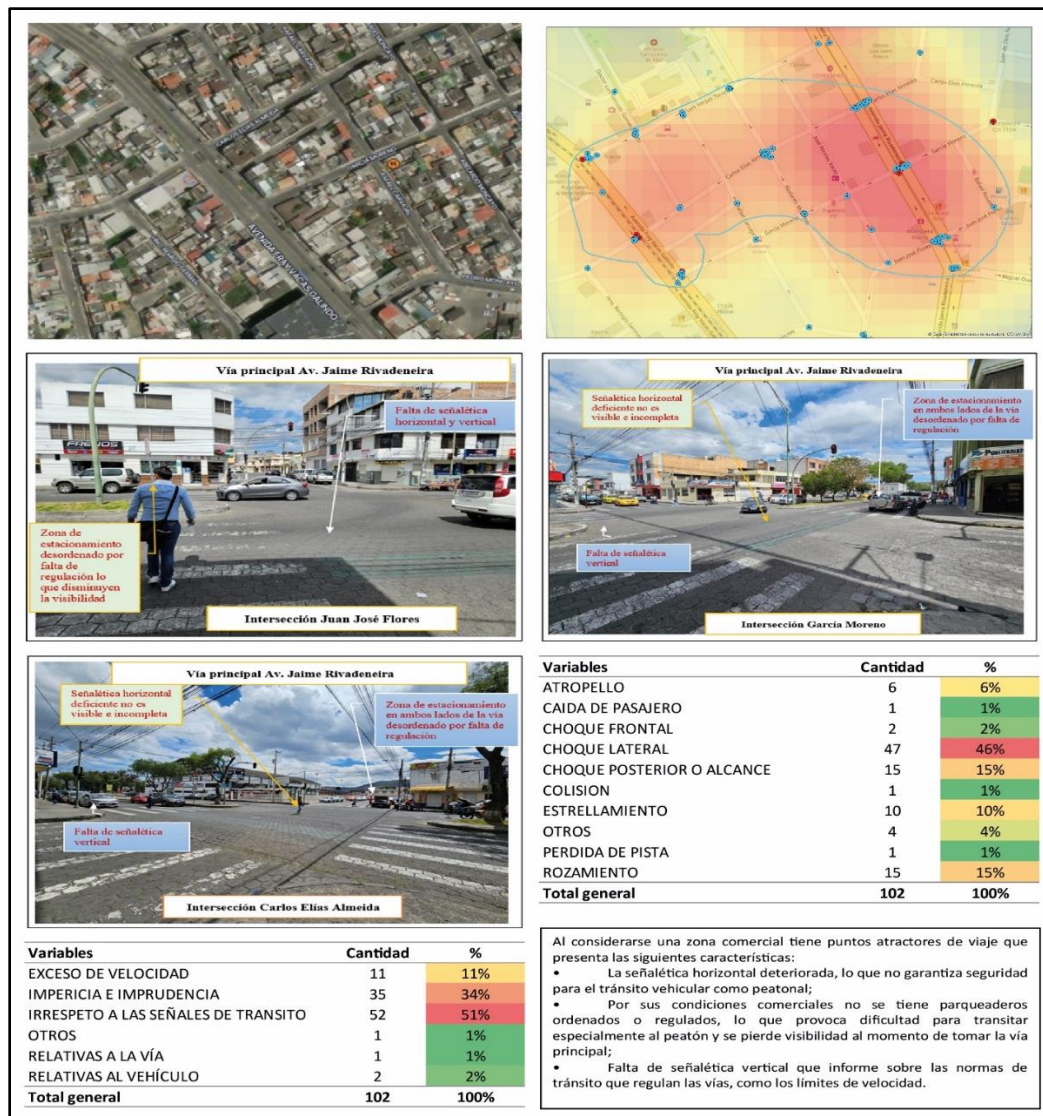 AVENIDA FRAY VACAS GALINDO
Vía principal Av. Jaime Rivadeneira
Falta de señalética
horizontal y vertical
FRENOS
Zona de
estacionamiento
desordenado por
falta de
regulación lo
que disminuyen
la visibilidad
Intersección Juan José Flores
Vía principal Av. Jaime Rivadeneira
Señalética horizontal
deficiente no es
visible e incompleta
Zona de estacionamiento
en ambos lados de la via
desordenado por falta de
regulación
Falta de señalética
vertical
Intersección García Moreno
Vía principal Av. Jaime Rivadeneira
Señalética horizontal
deficiente no es
visible e incompleta
Zona de estacionamiento
en ambos lados de la via
desordenado por falta de
regulación
Falta de señalética
vertical
Intersección Carlos Elías Almeida
Variables Cantidad %
ATROPELLO 6 6%
CAIDA DE PASAJERO 1 1%
CHOQUE FRONTAL 2 2%
CHOQUE LATERAL 47 46%
CHOQUE POSTERIOR O ALCANCE 15 15%
COLISION 1 1%
ESTRELLAMIENTO 10 10%
OTROS 4 4%
PERDIDA DE PISTA 1 1%
ROZAMIENTO 15 15%
Total general 102 100%
Variables Cantidad %
EXCESO DE VELOCIDAD 11 11%
IMPERICIA E IMPRUDENCIA 35 34%
IRRESPETO A LAS SEÑALES DE TRANSITO 52 51%
OTROS 1 1%
RELATIVAS A LA VÍA 1 1%
RELATIVAS AL VEHÍCULO 2 2%
Total general 102 100%
Al considerarse una zona comercial tiene puntos atractores de viaje que
presenta las siguientes características:
• La señalética horizontal deteriorada, lo que no garantiza seguridad
para el tránsito vehicular como peatonal;
• Por sus condiciones comerciales no se tiene parqueaderos
ordenados o regulados, lo que provoca dificultad para transitar
especialmente al peatón y se pierde visibilidad al momento de tomar la vía
principal;
• Falta de señalética vertical que informe sobre las normas de
tránsito que regulan las vías, como los límites de velocidad.